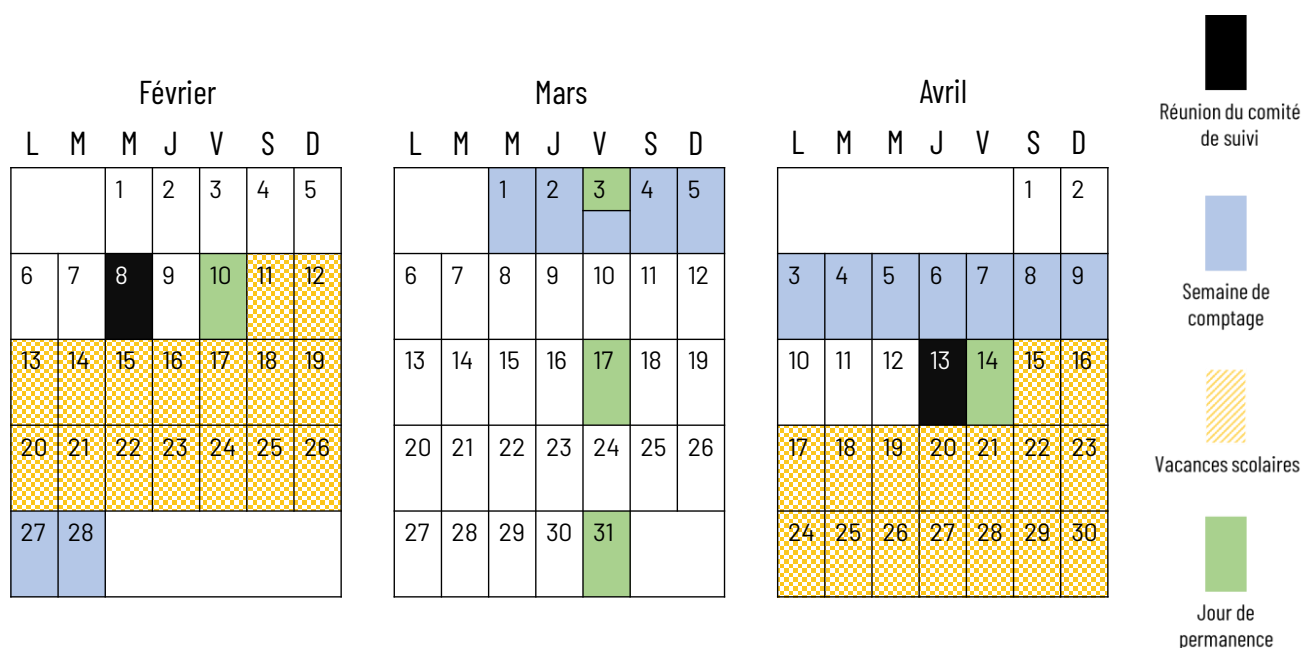 Février
L M M J V S D
1 2 3 4 5
6 7 8 9 10 11 12
13 14 15 16 17 18 19
20 21 22 23 24 25 26
27 28
Mars
L M M J V S D
1 2 3 4 5
6 7 8 9 10 11 12
13 14 15 16 17 18 19
20 21 22 23 24 25 26
27 28 29 30 31
Avril
L M M J V S D
1 2
3 4 5 6 7 8 9
10 11 12 13 14 15 16
17 18 19 20 21 22 23
24 25 26 27 28 29 30
Réunion du comité
de suivi
Semaine de
comptage
Vacances scolaires
Jour de
permanence